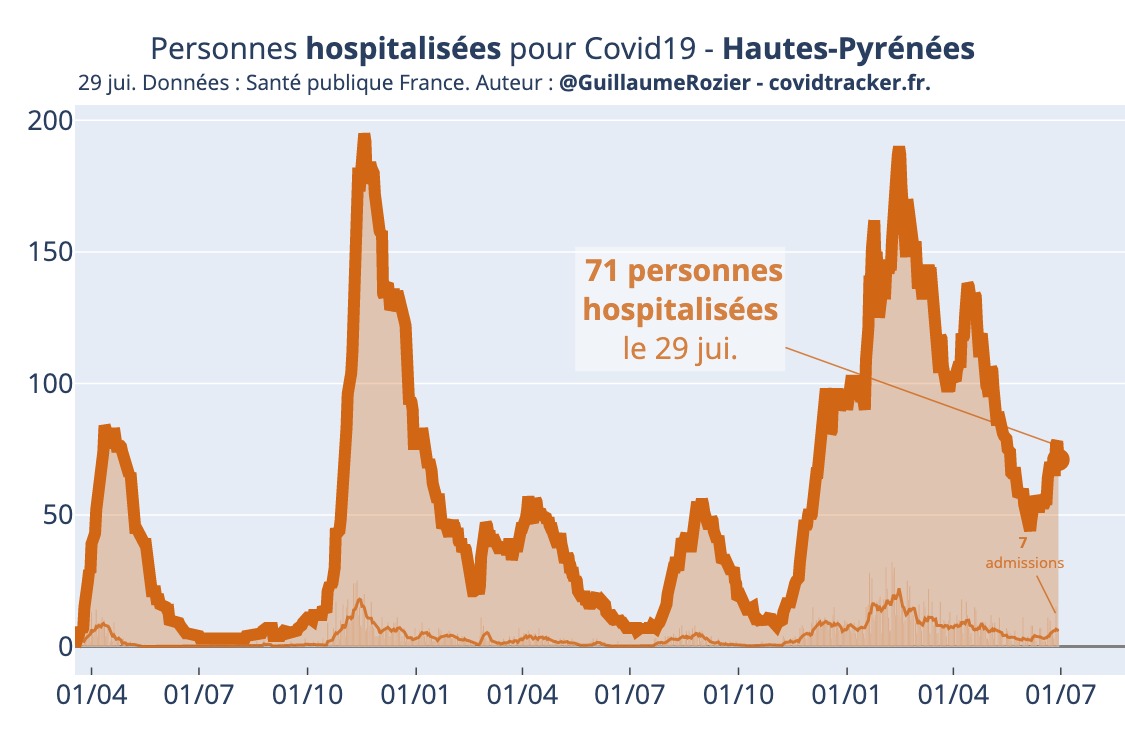 Personnes hospitalisées pour Covid19 - Hautes-Pyrénées
29 jui. Données : Santé publique France. Auteur : @GuillaumeRozier - covidtracker.fr.
200
150
71 personnes
hospitalisées
le 29 jui.
100
50
7
admissions
0
01/04 01/07 01/10 01/01 01/04 01/07 01/10 01/01 01/04 01/07